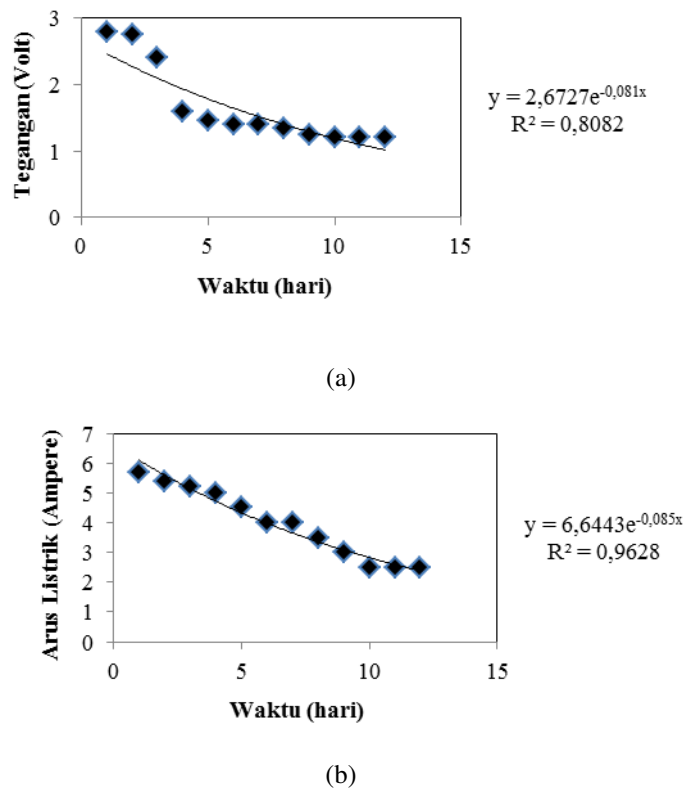 3
2
1
0
0
5
10
15
Tegangan (Volt)
Waktu (hari)
y = 2,6727e^-0,081x
R² = 0,8082
(a)
7
6
5
4
3
2
1
0
0
5
10
15
Arus Listrik (Ampere)
Waktu (hari)
y = 6,6443e^-0,085x
R² = 0,9628
(b)